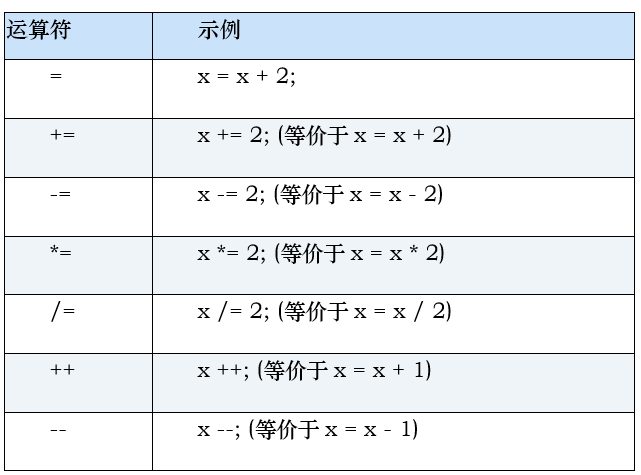 运算符 示例
= x = x + 2;
+= x += 2; (等价于 x = x + 2)
-= x -= 2; (等价于 x = x - 2)
*= x *= 2; (等价于 x = x * 2)
/= x /= 2; (等价于 x = x / 2)
++ x ++; (等价于 x = x + 1)
-- x --; (等价于 x = x - 1)